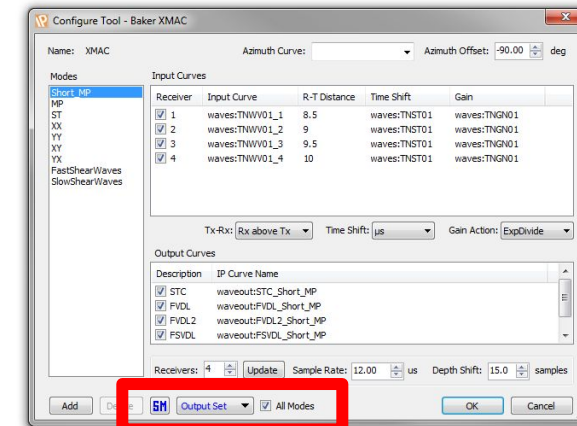 Configure Tool - Baker XMAC
Name: XMAC Azimuth Curve: Azimuth Offset: -90.00 deg
Modes Input Curves
Short_MP
MP
ST
XX
YY
XY
YX
FastShearWaves
SlowShearWaves
Receiver Input Curve R-T Distance Time Shift Gain
1 waves:TNWV01_1 8.5 waves:TNST01 waves:TNGN01
2 waves:TNWV01_2 9 waves:TNST01 waves:TNGN01
3 waves:TNWV01_3 9.5 waves:TNST01 waves:TNGN01
4 waves:TNWV01_4 10 waves:TNST01 waves:TNGN01
Tx-Rx: Rx above Tx Time Shift: µs Gain Action: ExpDivide
Output Curves
Description IP Curve Name
STC waveout:STC_Short_MP
FVDL waveout:FVDL_Short_MP
FVDL2 waveout:FVDL2_Short_MP
FSVDL waveout:FSVDL_Short_MP
Receivers: 4 Update Sample Rate: 12.00 us Depth Shift: 15.0 samples
Add SM Output Set All Modes OK Cancel